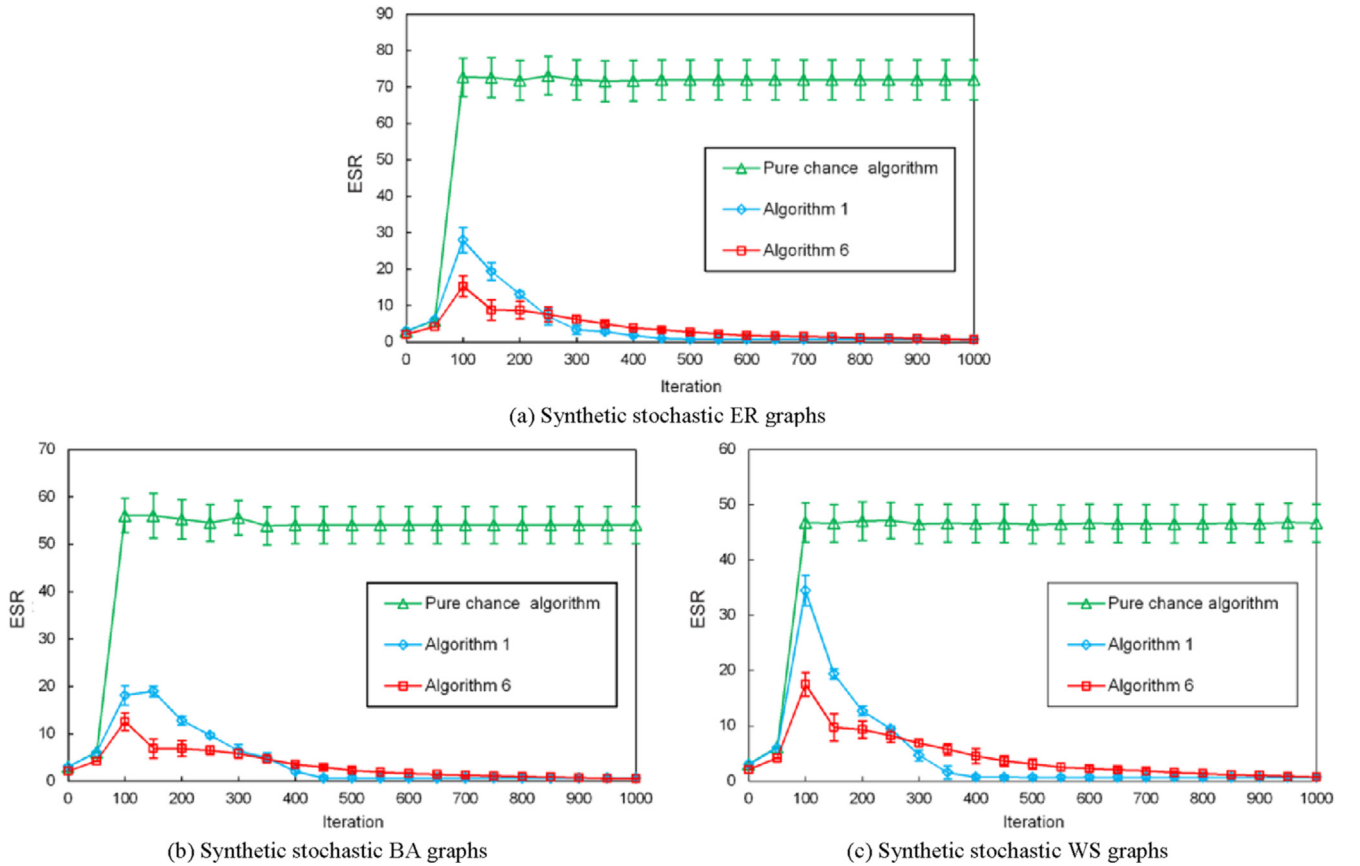 90
80
70
60
50
40
30
20
10
0
ESR
Pure chance algorithm
Algorithm 1
Algorithm 6
0 100 200 300 400 500 600 700 800 900 1000
Iteration
(a) Synthetic stochastic ER graphs
70
60
50
40
30
20
10
0
ESR
Pure chance algorithm
Algorithm 1
Algorithm 6
0 100 200 300 400 500 600 700 800 900 1000
Iteration
(b) Synthetic stochastic BA graphs
60
50
40
30
20
10
0
ESR
Pure chance algorithm
Algorithm 1
Algorithm 6
0 100 200 300 400 500 600 700 800 900 1000
Iteration
(c) Synthetic stochastic WS graphs